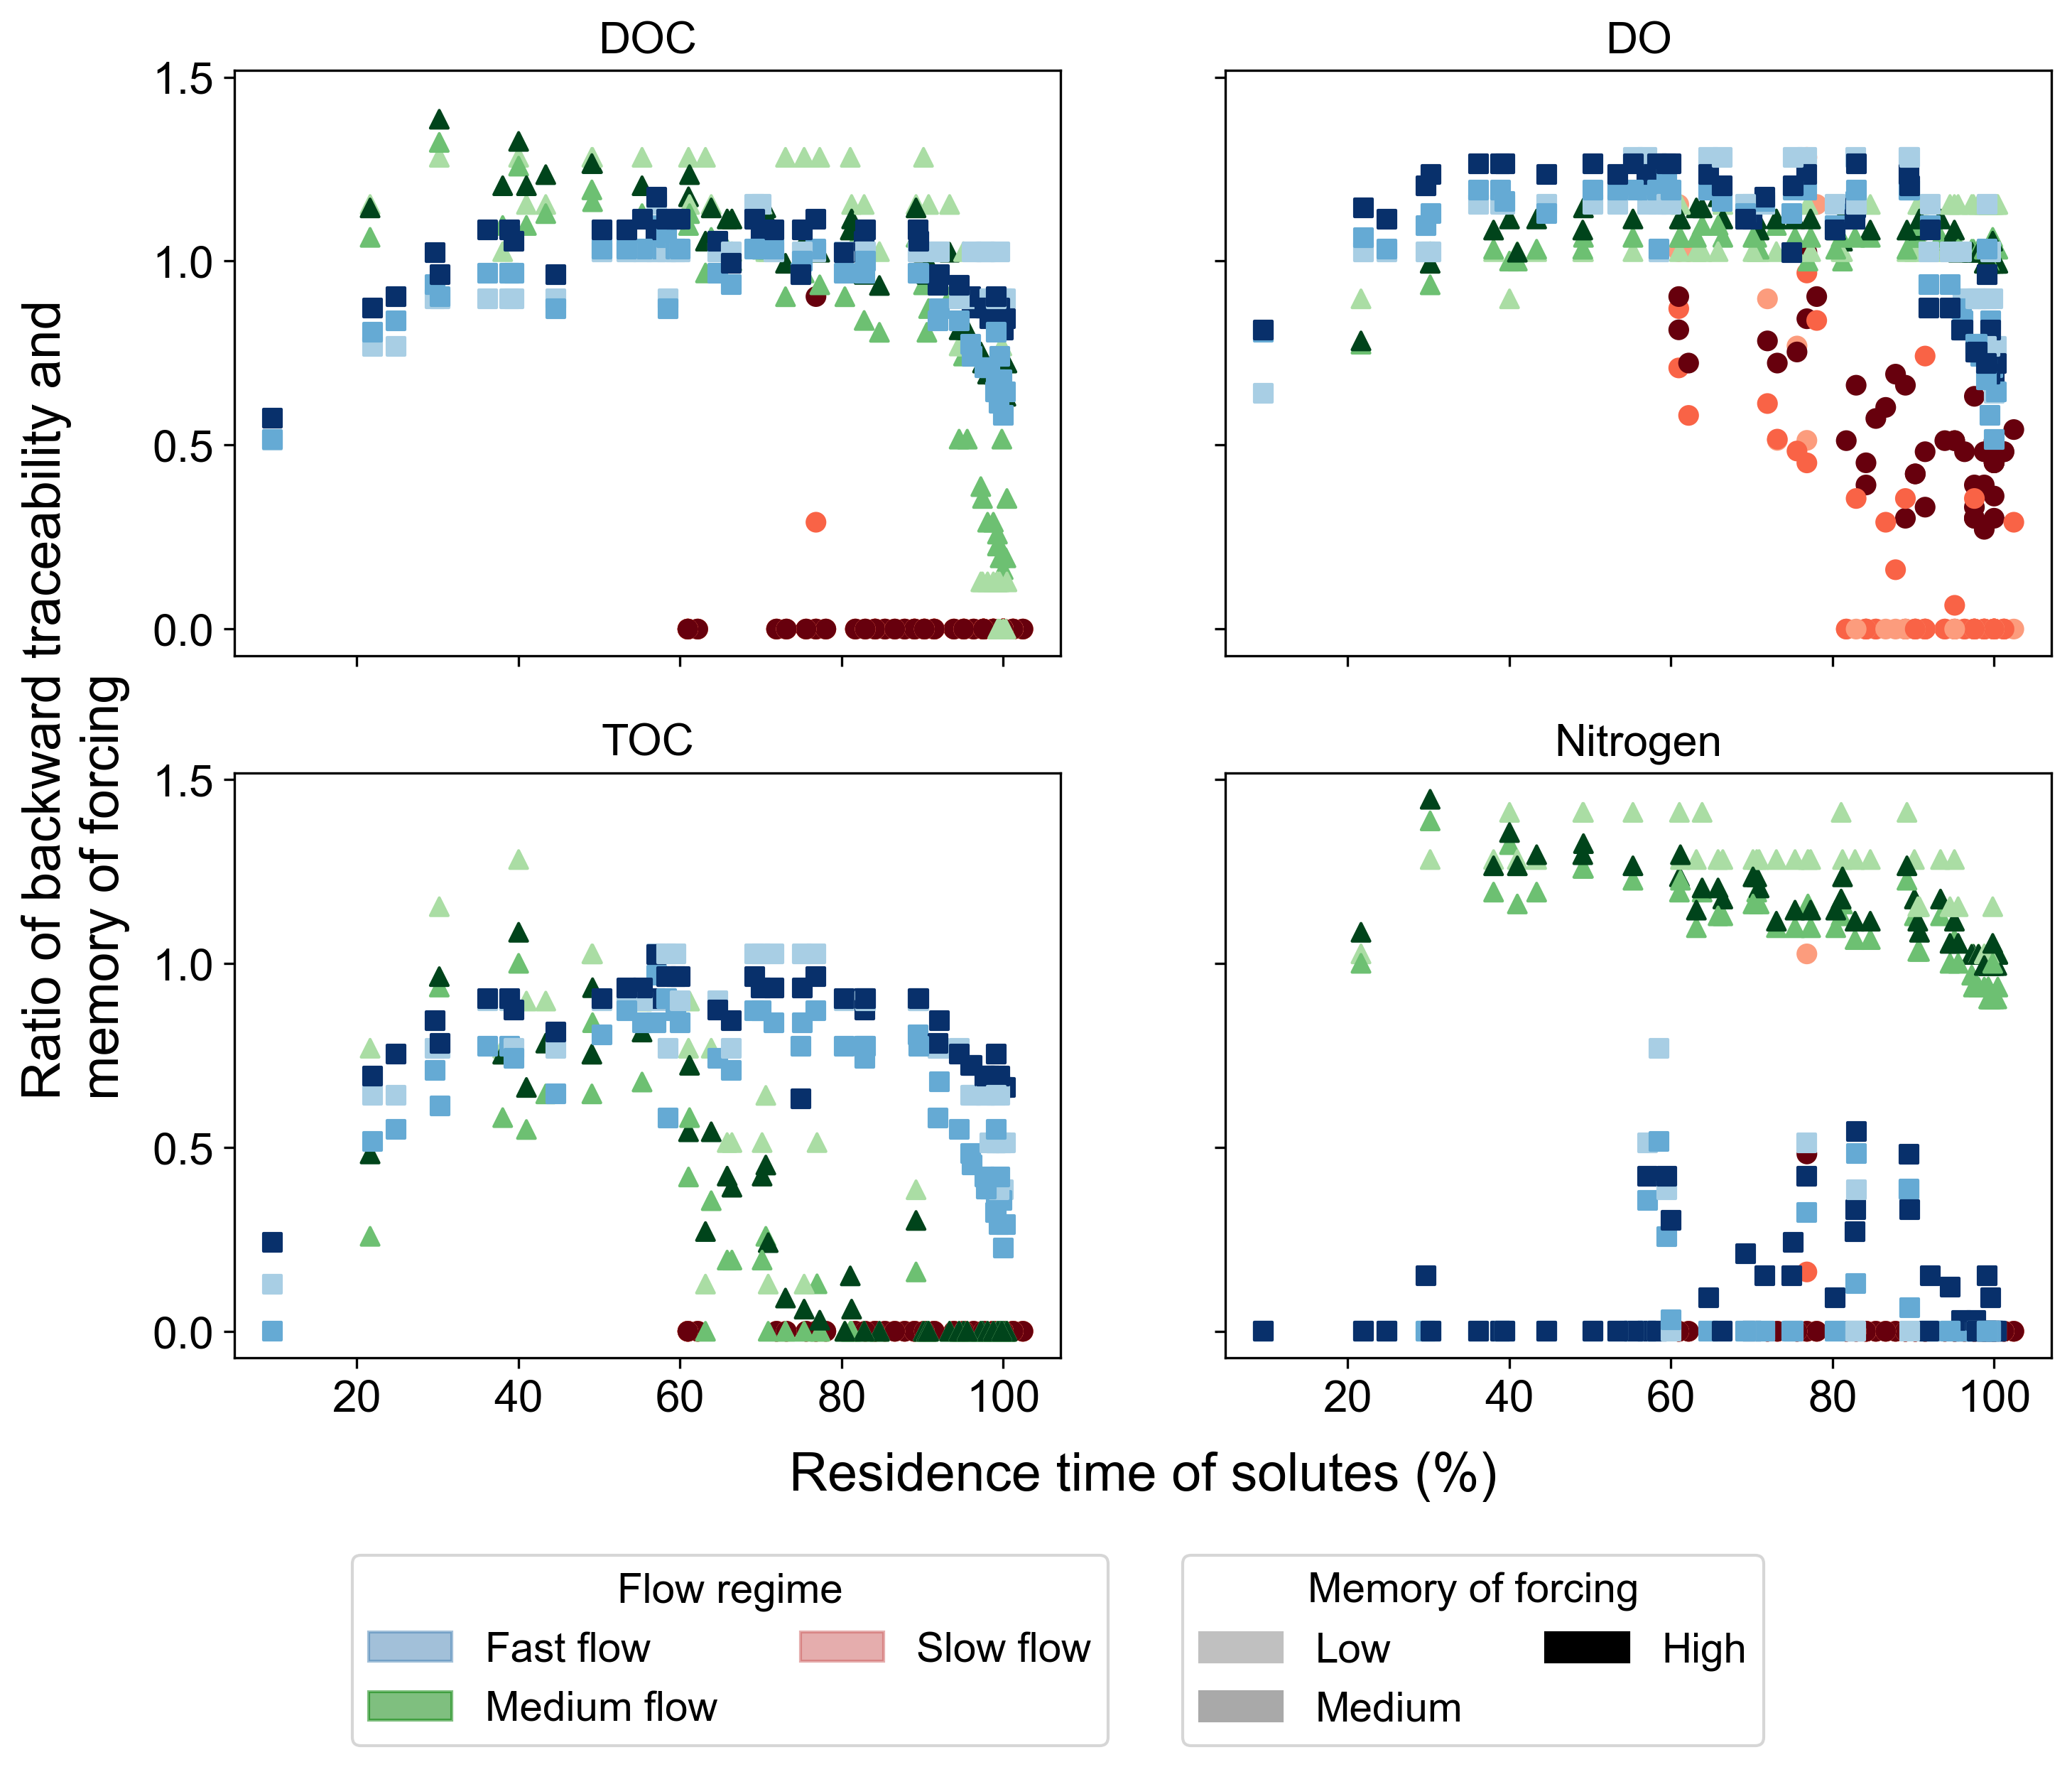 DOC
DO
1.5
1.0
0.5
0.0
TOC
Nitrogen
1.5
1.0
0.5
0.0
20 40 60 80 100
20 40 60 80 100
Ratio of backward traceability and
memory of forcing
Residence time of solutes (%)
Flow regime
Fast flow
Slow flow
Medium flow
Memory of forcing
Low
High
Medium